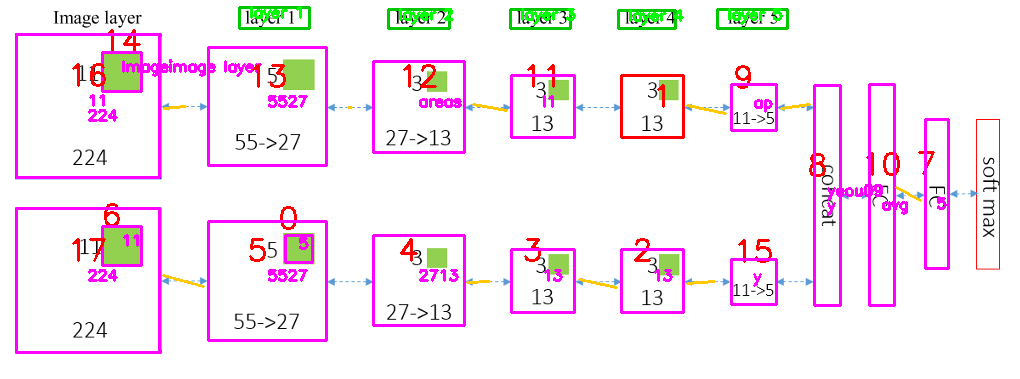 Image layer layer 1 layer 2 layer 3 layer 4 layer 5
layer 1 layer 2 layer 3 layer 4 layer 5
14 16 11 Imageimage layer 13 5 12 3 11 3 1 3 9
11 224 5527 areas 11 ap
224 55->27 27->13 13 13 11->5
8 concat 10 FC 7 FC soft max
yapu09 y avg 5
6 17 11 11 0 5 5 5 4 3 3 3 2 3 15
224 5527 2713 13 13 y
224 55->27 27->13 13 13 11->5